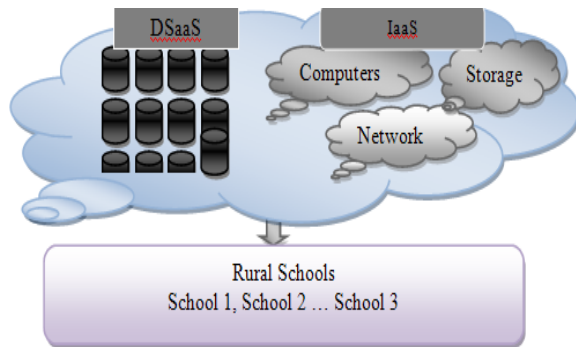 DSaaS
IaaS
Computers
Storage
Network
Rural Schools
School 1, School 2 ... School 3